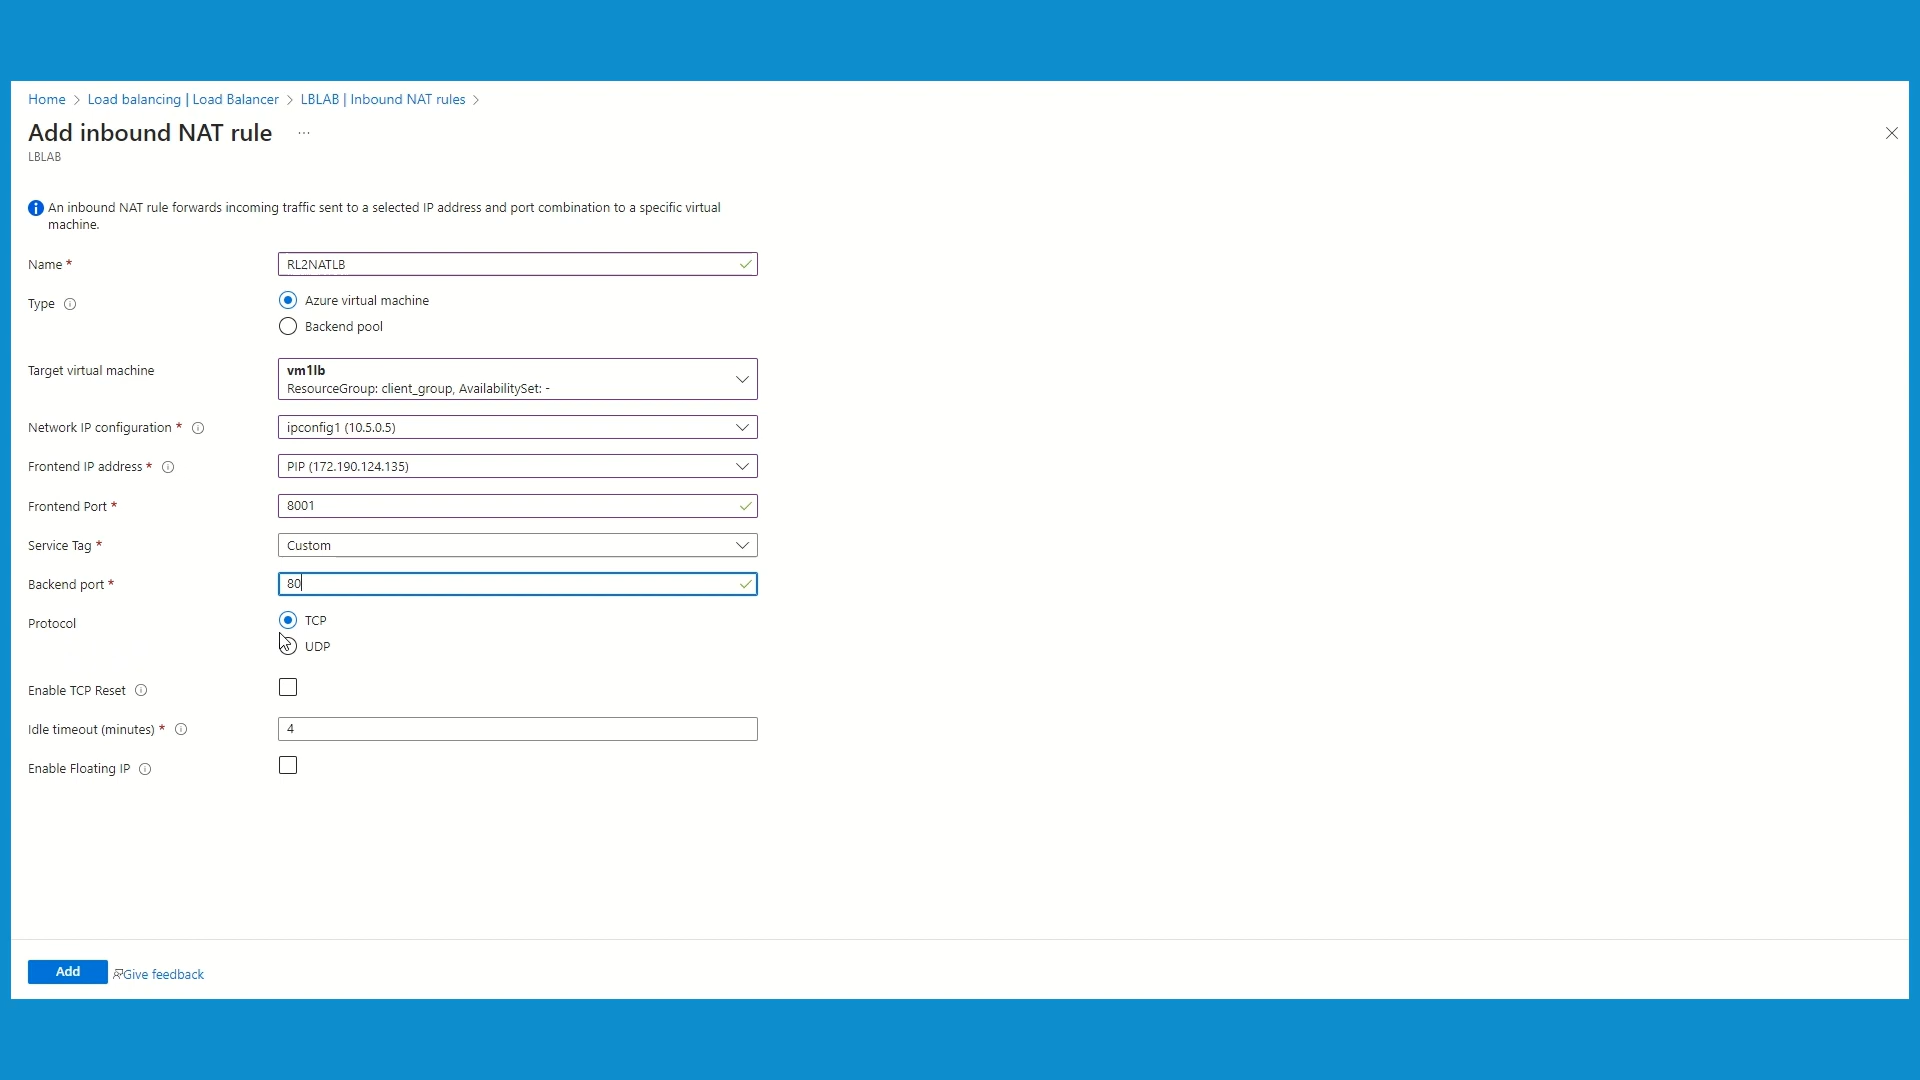 Home > Load balancing | Load Balancer > LBLAB | Inbound NAT rules >
Add inbound NAT rule ...
LBLAB
An inbound NAT rule forwards incoming traffic sent to a selected IP address and port combination to a specific virtual
machine.
Name * RL2NATLB
Type Azure virtual machine
Backend pool
Target virtual machine vm1lb
ResourceGroup: client_group, AvailabilitySet: -
Network IP configuration * ipconfig1 (10.5.0.5)
Frontend IP address * PIP (172.190.124.135)
Frontend Port * 8001
Service Tag * Custom
Backend port * 80
Protocol TCP
UDP
Enable TCP Reset
Idle timeout (minutes) * 4
Enable Floating IP
Add Give feedback